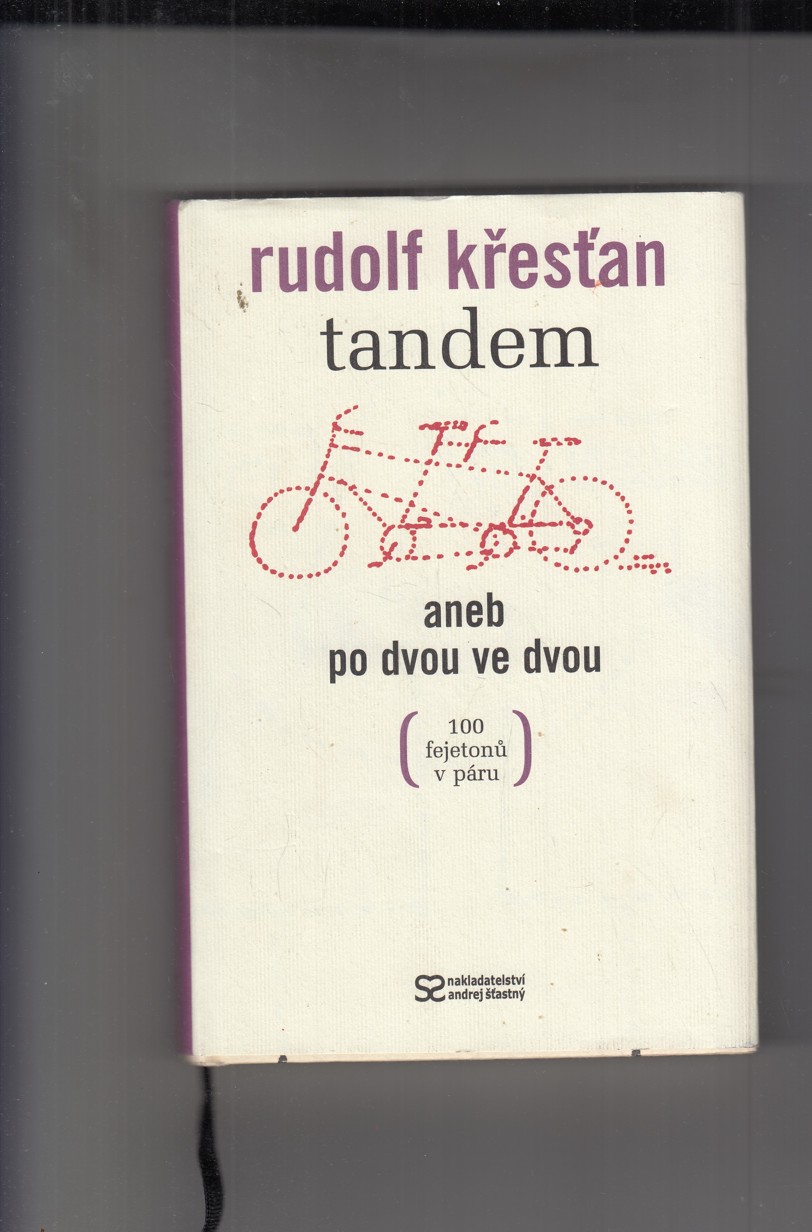 rudolf křesťan
tandem
aneb
po dvou ve dvou
100
fejetonů
v páru
nakladatelství
andrej šťastný